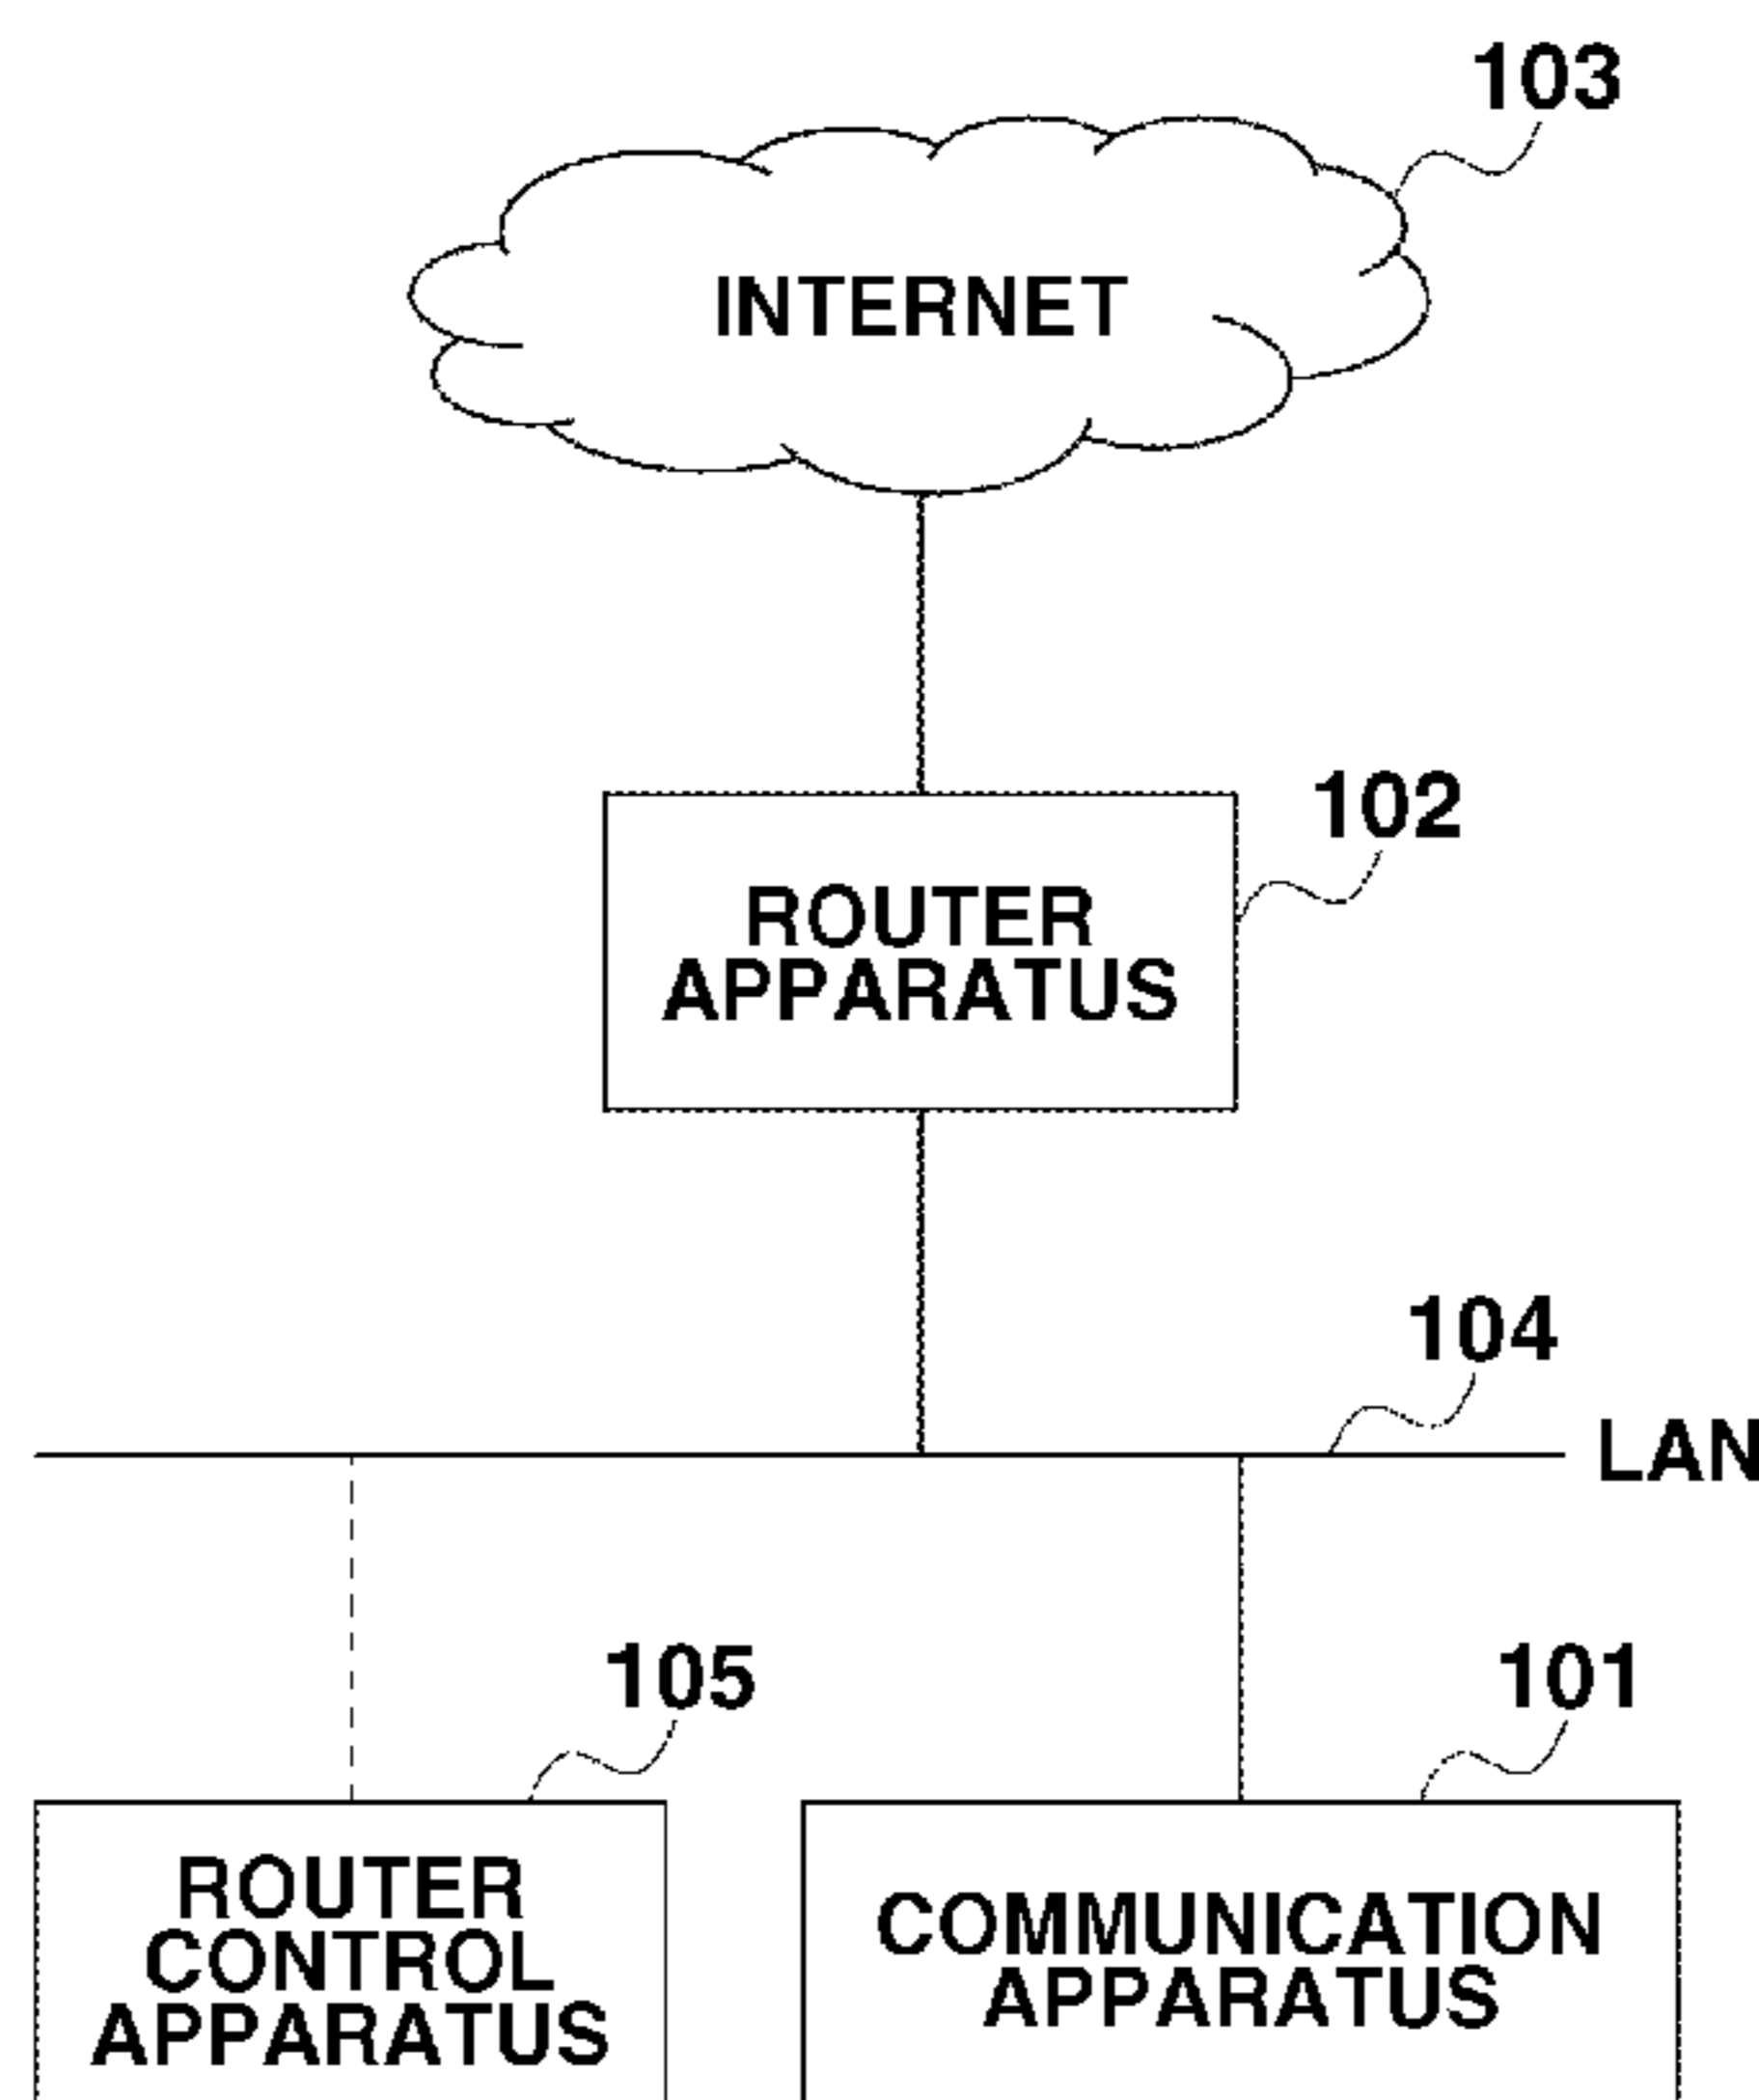 103
INTERNET
102
ROUTER
APPARATUS
104
LAN
105
101
ROUTER
CONTROL
APPARATUS
COMMUNICATION
APPARATUS